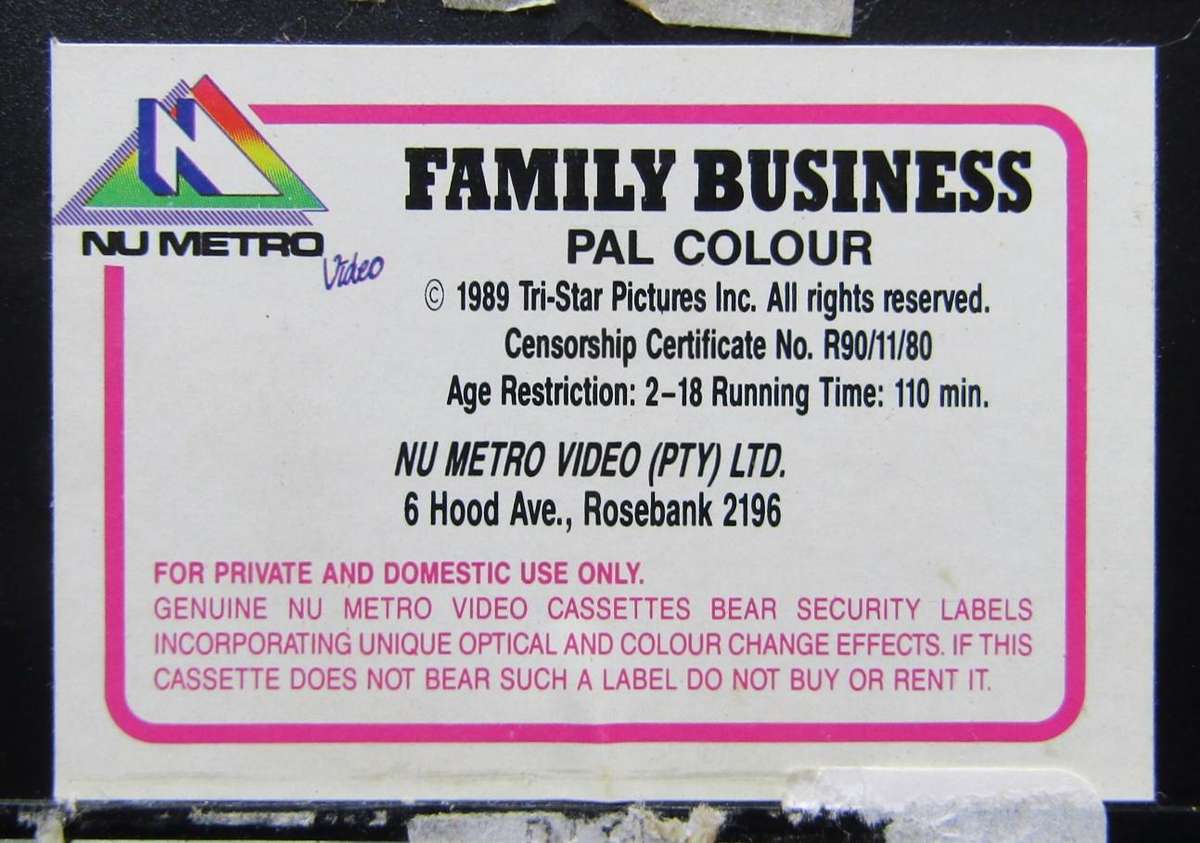 N
NU METRO
Video
FAMILY BUSINESS
PAL COLOUR
© 1989 Tri-Star Pictures Inc. All rights reserved.
Censorship Certificate No. R90/11/80
Age Restriction: 2–18 Running Time: 110 min.
NU METRO VIDEO (PTY) LTD.
6 Hood Ave., Rosebank 2196
FOR PRIVATE AND DOMESTIC USE ONLY.
GENUINE NU METRO VIDEO CASSETTES BEAR SECURITY LABELS
INCORPORATING UNIQUE OPTICAL AND COLOUR CHANGE EFFECTS. IF THIS
CASSETTE DOES NOT BEAR SUCH A LABEL DO NOT BUY OR RENT IT.